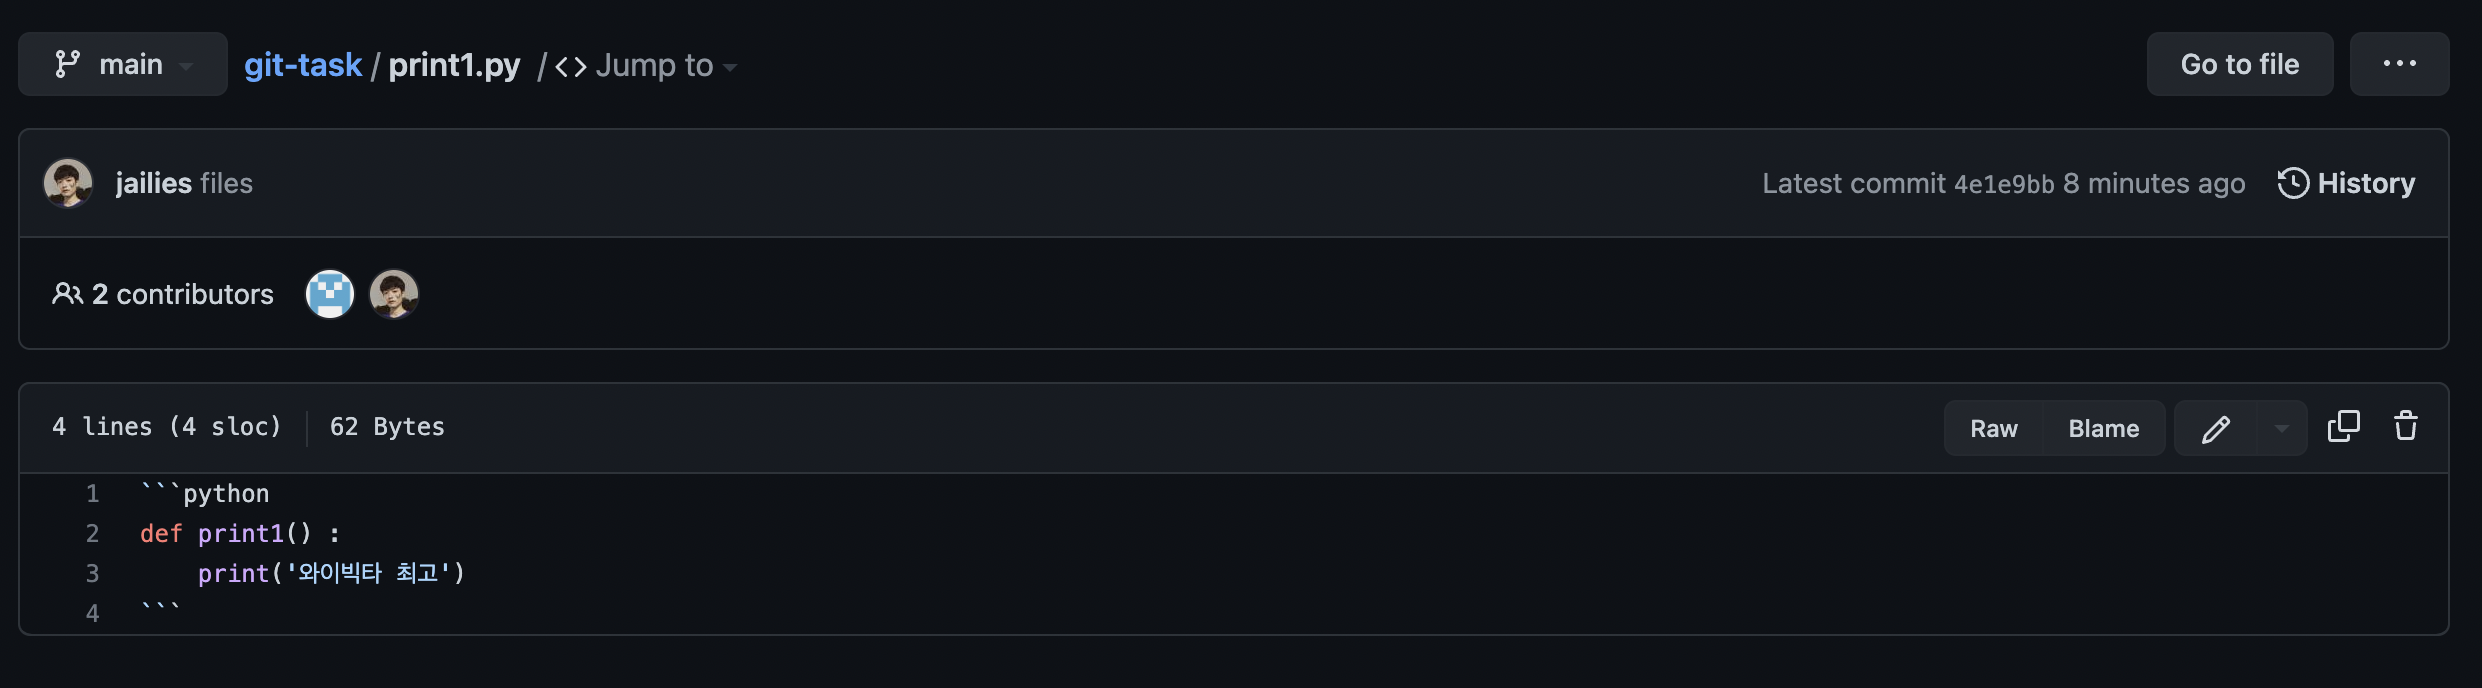 main git-task / print1.py / <> Jump to Go to file ...
jailies files Latest commit 4e1e9bb 8 minutes ago History
2 contributors
4 lines (4 sloc) 62 Bytes Raw Blame
1 ```python
2 def print1() :
3     print('와이빅타 최고')
4 ```